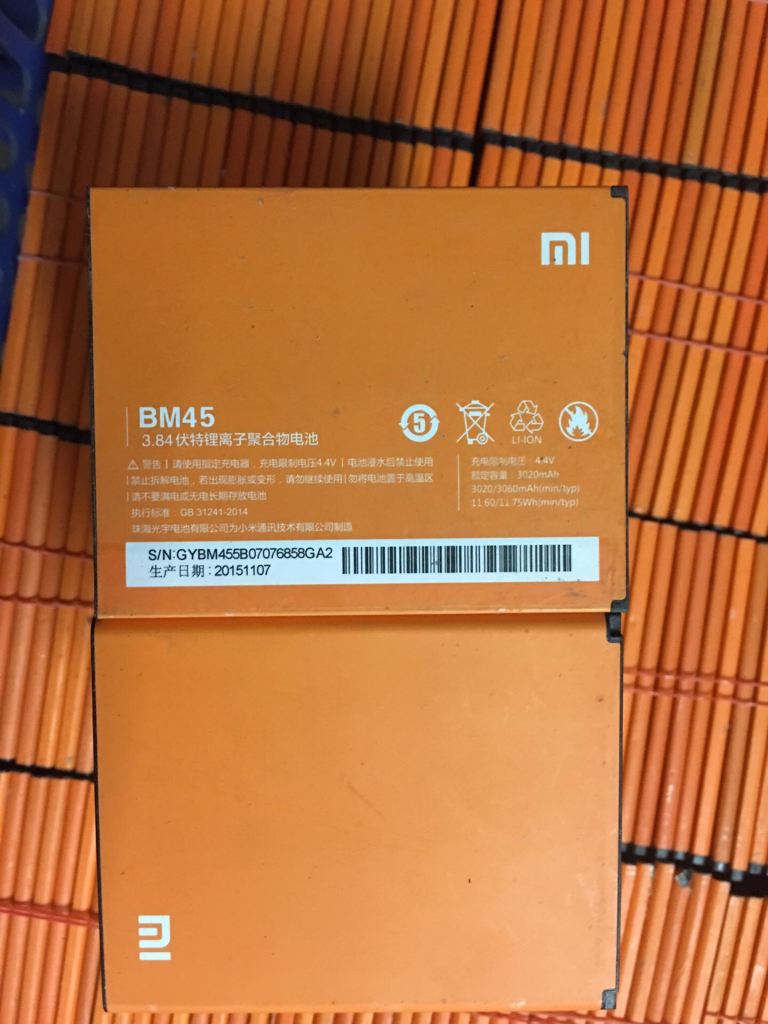 MI
BM45
3.84伏特锂离子聚合物电池
5
LI-ION
警告 | 请使用指定充电器，充电限制电压4.4V | 电池浸水后禁止使用
禁止拆解电池，若出现膨胀或变形，请勿继续使用 | 勿将电池置于高温区
请不要满电或无电长期存放电池
执行标准： GB 31241-2014
珠海光宇电池有限公司为小米通讯技术有限公司制造
充电限制电压：4.4V
额定容量：3020mAh
3020/3060mAh(min/typ)
11.60/11.75Wh(min/typ)
S/N:GYBM455B07076858GA2
生产日期：20151107
MI